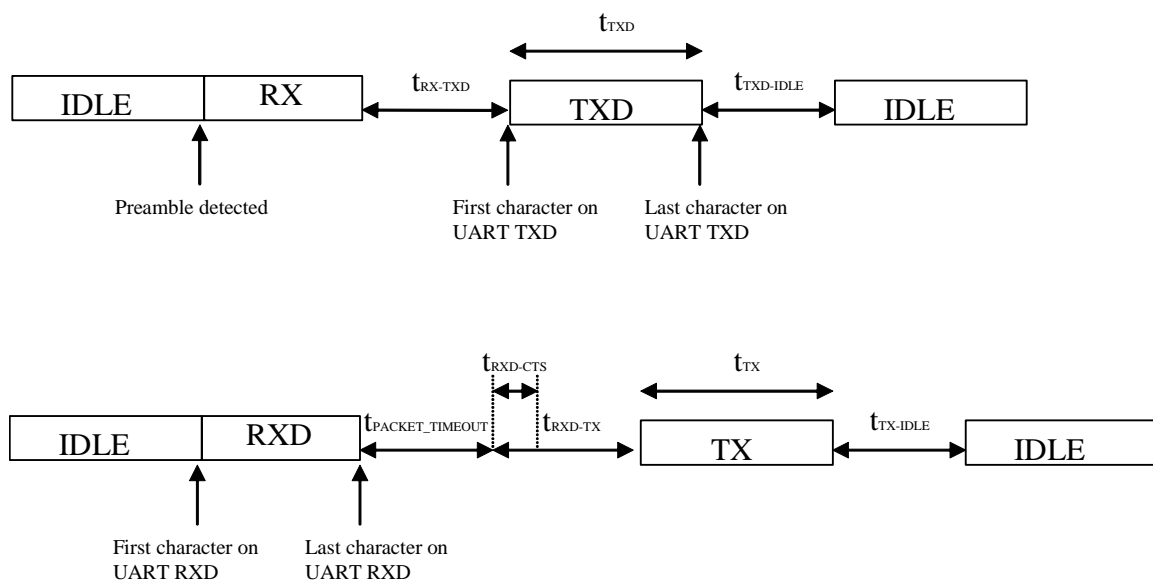 tTXD
IDLE
RX
tRX-TXD
TXD
tTXD-IDLE
IDLE
Preamble detected
First character on
UART TXD
Last character on
UART TXD
tRXD-CTS
tTX
IDLE
RXD
tPACKET_TIMEOUT
tRXD-TX
TX
tTX-IDLE
IDLE
First character on
UART RXD
Last character on
UART RXD